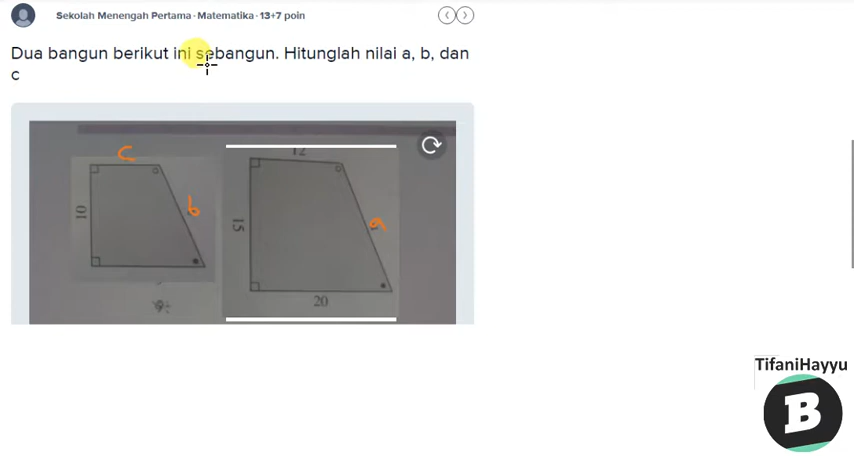 Sekolah Menengah Pertama · Matematika · 13+7 poin
Dua bangun berikut ini sebangun. Hitunglah nilai a, b, dan
c
c
12
10
b
15
a
20
TifaniHayyu
B